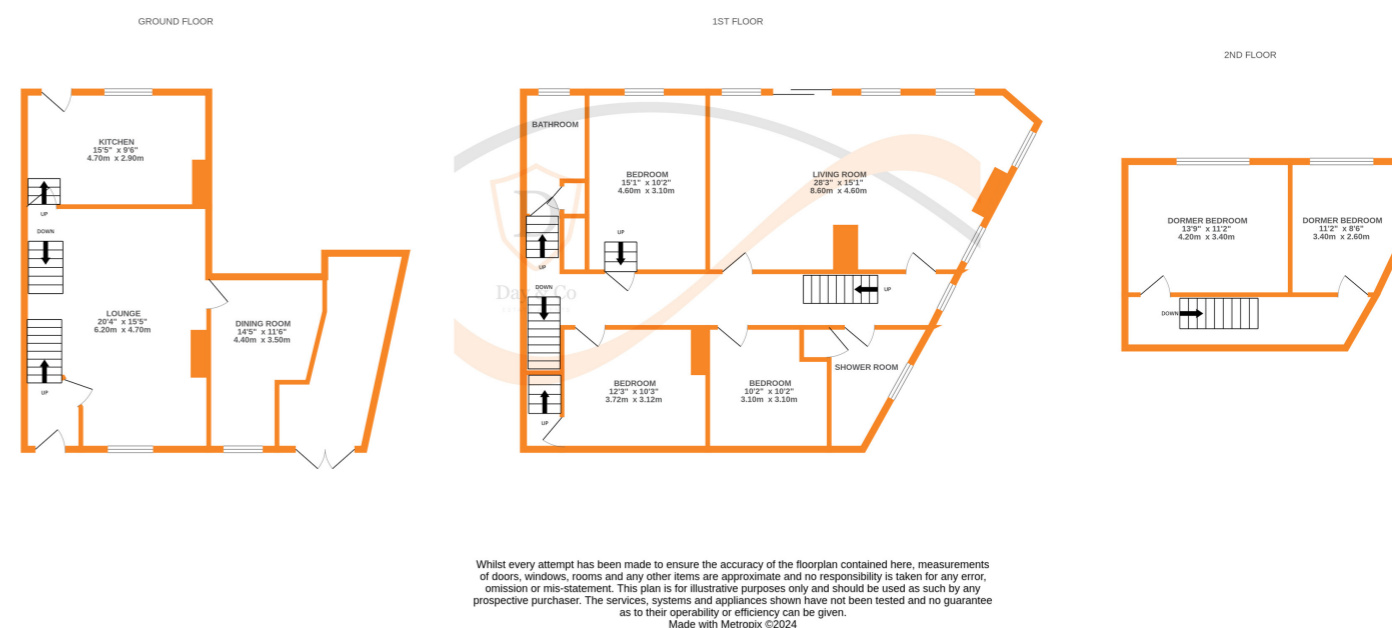 GROUND FLOOR
KITCHEN
15'5" x 9'6"
4.70m x 2.90m
UP
DOWN
LOUNGE
20'4" x 15'5"
6.20m x 4.70m
UP
DINING ROOM
14'5" x 11'6"
4.40m x 3.50m
1ST FLOOR
BATHROOM
BEDROOM
15'1" x 10'2"
4.60m x 3.10m
LIVING ROOM
28'3" x 15'1"
8.60m x 4.60m
UP
UP
DOWN
UP
D
Day & Co
BEDROOM
12'3" x 10'3"
3.72m x 3.12m
BEDROOM
10'2" x 10'2"
3.10m x 3.10m
SHOWER ROOM
UP
2ND FLOOR
DORMER BEDROOM
13'9" x 11'2"
4.20m x 3.40m
DORMER BEDROOM
11'2" x 8'6"
3.40m x 2.60m
DOWN
Whilst every attempt has been made to ensure the accuracy of the floorplan contained here, measurements
of doors, windows, rooms and any other items are approximate and no responsibility is taken for any error,
omission or mis-statement. This plan is for illustrative purposes only and should be used as such by any
prospective purchaser. The services, systems and appliances shown have not been tested and no guarantee
as to their operability or efficiency can be given.
Made with Metropix ©2024